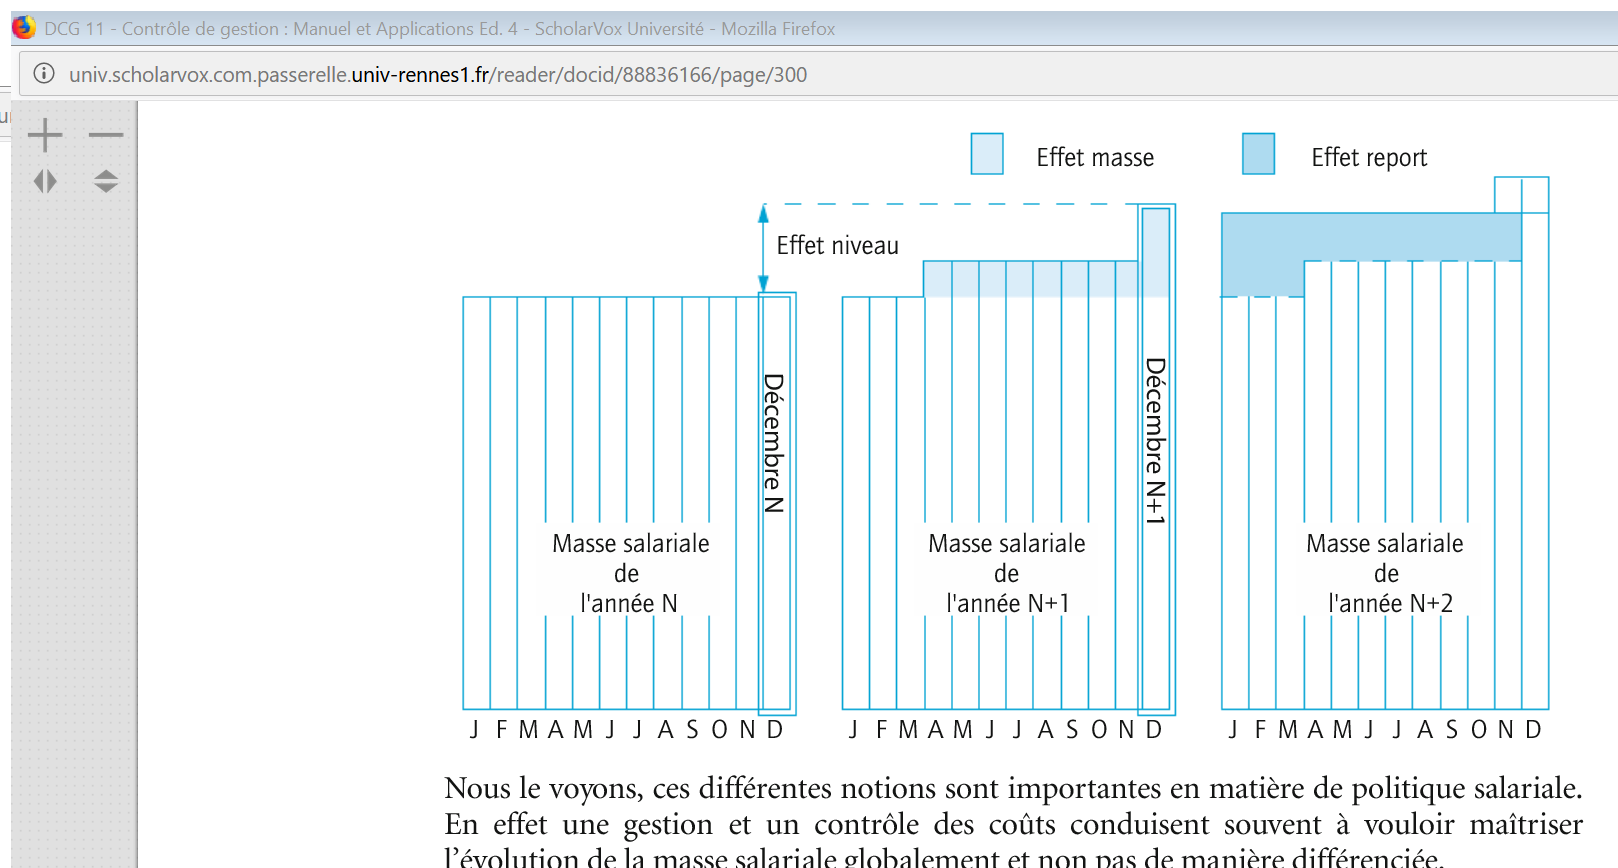 DCG 11 - Contrôle de gestion : Manuel et Applications Ed. 4 - ScholarVox Université - Mozilla Firefox
univ.scholarvox.com.passerelle.univ-rennes1.fr/reader/docid/88836166/page/300
Effet masse
Effet report
Effet niveau
Décembre N
Décembre N+1
Masse salariale
de
l'année N
Masse salariale
de
l'année N+1
Masse salariale
de
l'année N+2
J F M A M J J A S O N D
J F M A M J J A S O N D
J F M A M J J A S O N D
Nous le voyons, ces différentes notions sont importantes en matière de politique salariale.
En effet une gestion et un contrôle des coûts conduisent souvent à vouloir maîtriser
l'évolution de la masse salariale globalement et non pas de manière différenciée.